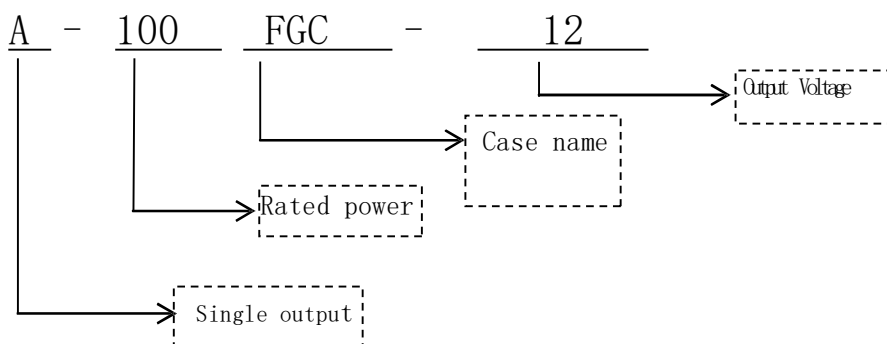 A - 100 FGC - 12
Output Voltage
Case name
Rated power
Single output